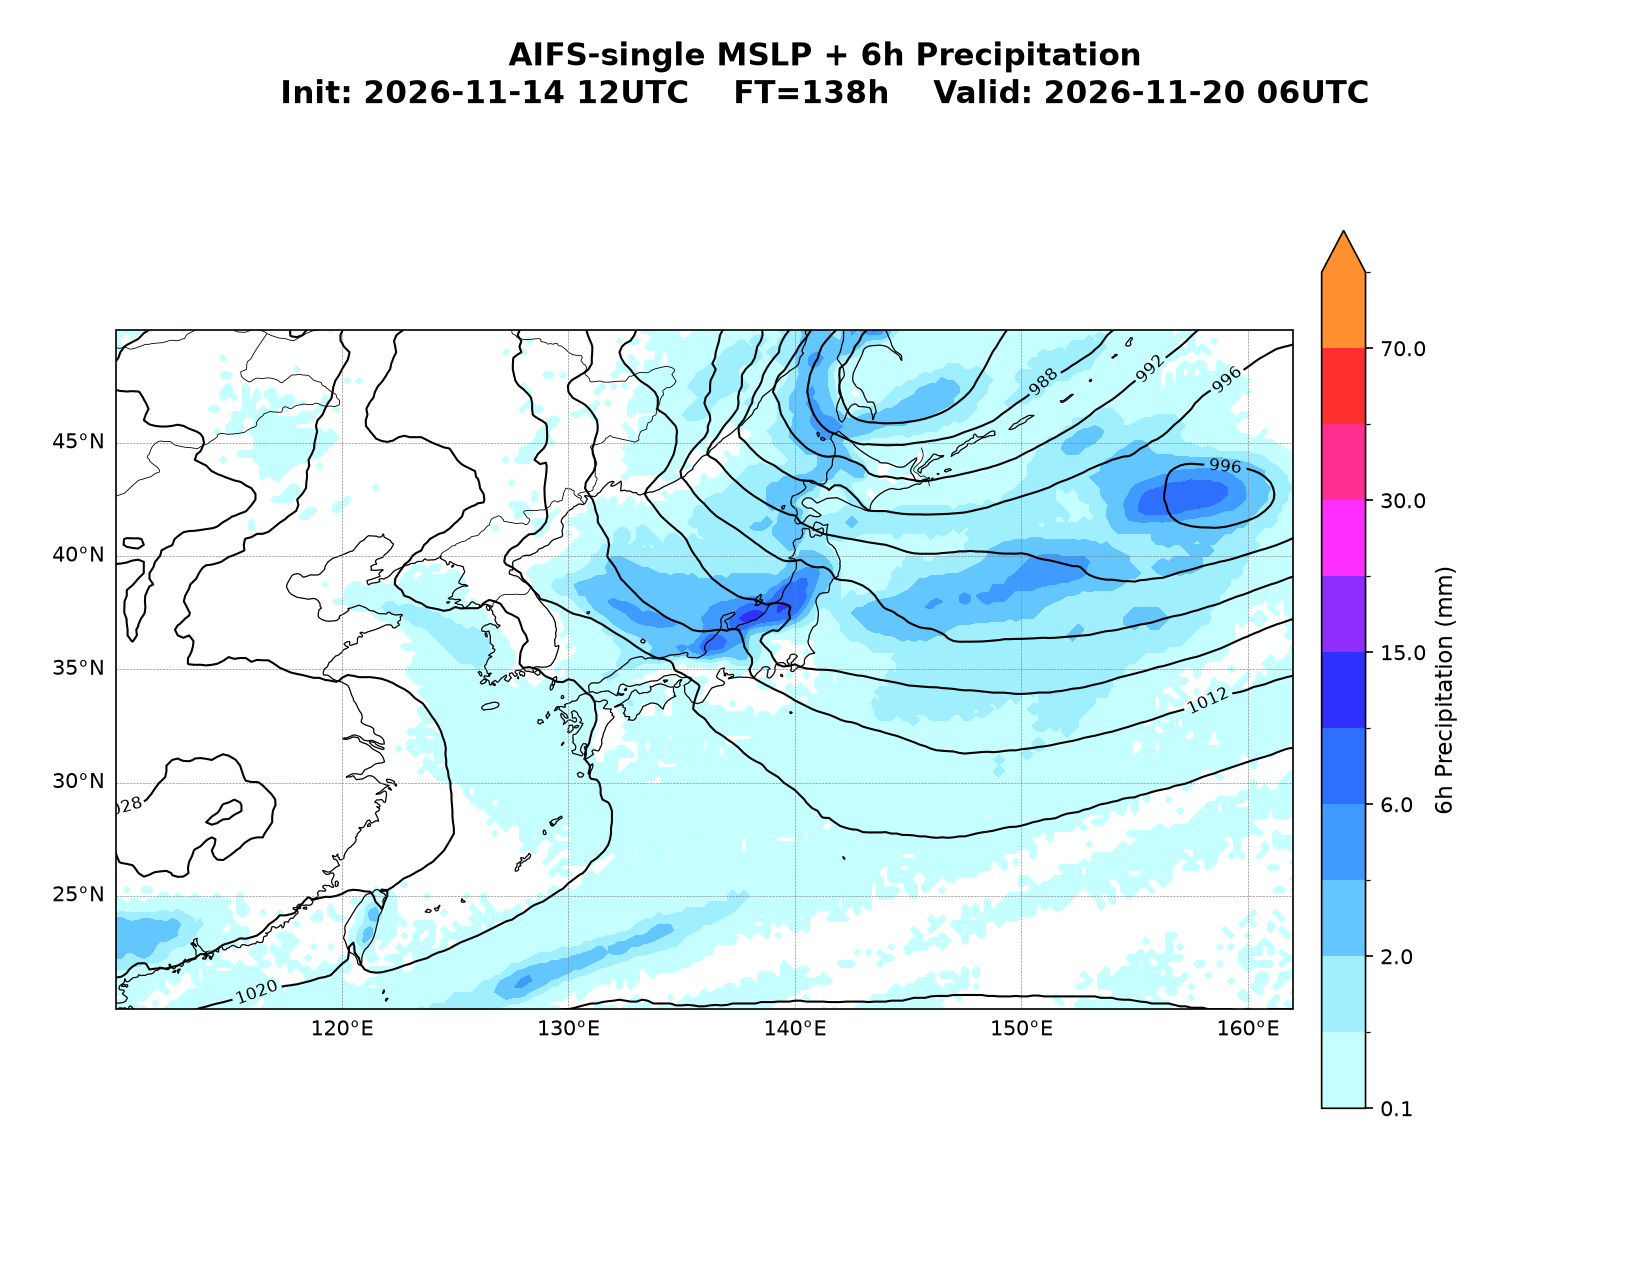 AIFS-single MSLP + 6h Precipitation
Init: 2026-11-14 12UTC    FT=138h    Valid: 2026-11-20 06UTC
988
992
996
996
1012
028
1020
45°N
40°N
35°N
30°N
25°N
120°E
130°E
140°E
150°E
160°E
70.0
30.0
15.0
6.0
2.0
0.1
6h Precipitation (mm)